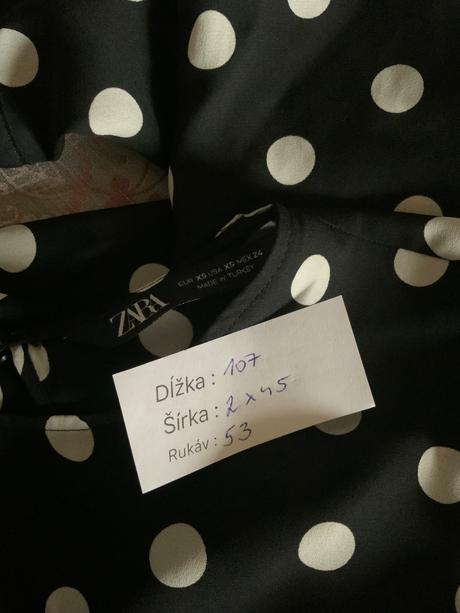 EUR XS USA XS MEX 24
MADE IN TURKEY
ZARA
Dĺžka : 107
Šírka : 2 x 45
Rukáv : 53